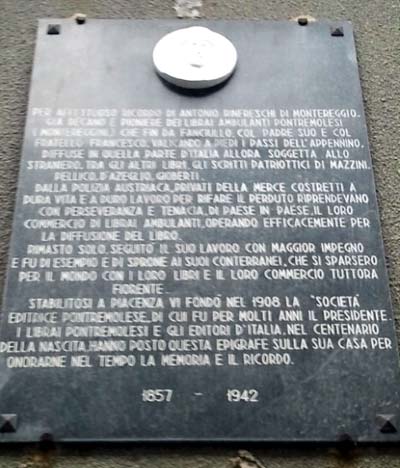 PER AFFETTUOSO RICORDO DI ANTONIO RINFRESCHI DI MONTEREGGIO.
GIÀ DECANO E PIONIERE DEI LIBRAI AMBULANTI PONTREMOLESI
(MONTEREGGINI) CHE FIN DA FANCIULLO, COL PADRE SUO E COL
FRATELLO FRANCESCO, VALICANDO A PIEDI I PASSI DELL'APPENNINO,
DIFFUSE IN QUELLA PARTE D'ITALIA ALLORA SOGGETTA ALLO
STRANIERO, TRA GLI ALTRI LIBRI, GLI SCRITTI PATRIOTTICI DI MAZZINI,
PELLICO, D'AZEGLIO, GIOBERTI.
DALLA POLIZIA AUSTRIACA, PRIVATI DELLA MERCE COSTRETTI A
DURA VITA E A DURO LAVORO PER RIFARE IL PERDUTO RIPRENDEVANO
CON PERSEVERANZA E TENACIA, DI PAESE IN PAESE, IL LORO
COMMERCIO DI LIBRAI AMBULANTI, OPERANDO EFFICACEMENTE PER
LA DIFFUSIONE DEL LIBRO.
RIMASTO SOLO, SEGUITÒ IL SUO LAVORO CON MAGGIOR IMPEGNO
E FU DI ESEMPIO E DI SPRONE AI SUOI CONTERRANEI, CHE SI SPARSERO
PER IL MONDO CON I LORO LIBRI E IL LORO COMMERCIO TUTTORA
FIORENTE.
STABILITOSI A PIACENZA VI FONDÒ NEL 1908 LA "SOCIETÀ
EDITRICE PONTREMOLESE, DI CUI FU PER MOLTI ANNI IL PRESIDENTE.
I LIBRAI PONTREMOLESI E GLI EDITORI D'ITALIA, NEL CENTENARIO
DELLA NASCITA, HANNO POSTO QUESTA EPIGRAFE SULLA SUA CASA PER
ONORARNE NEL TEMPO LA MEMORIA E IL RICORDO.
1857 - 1942